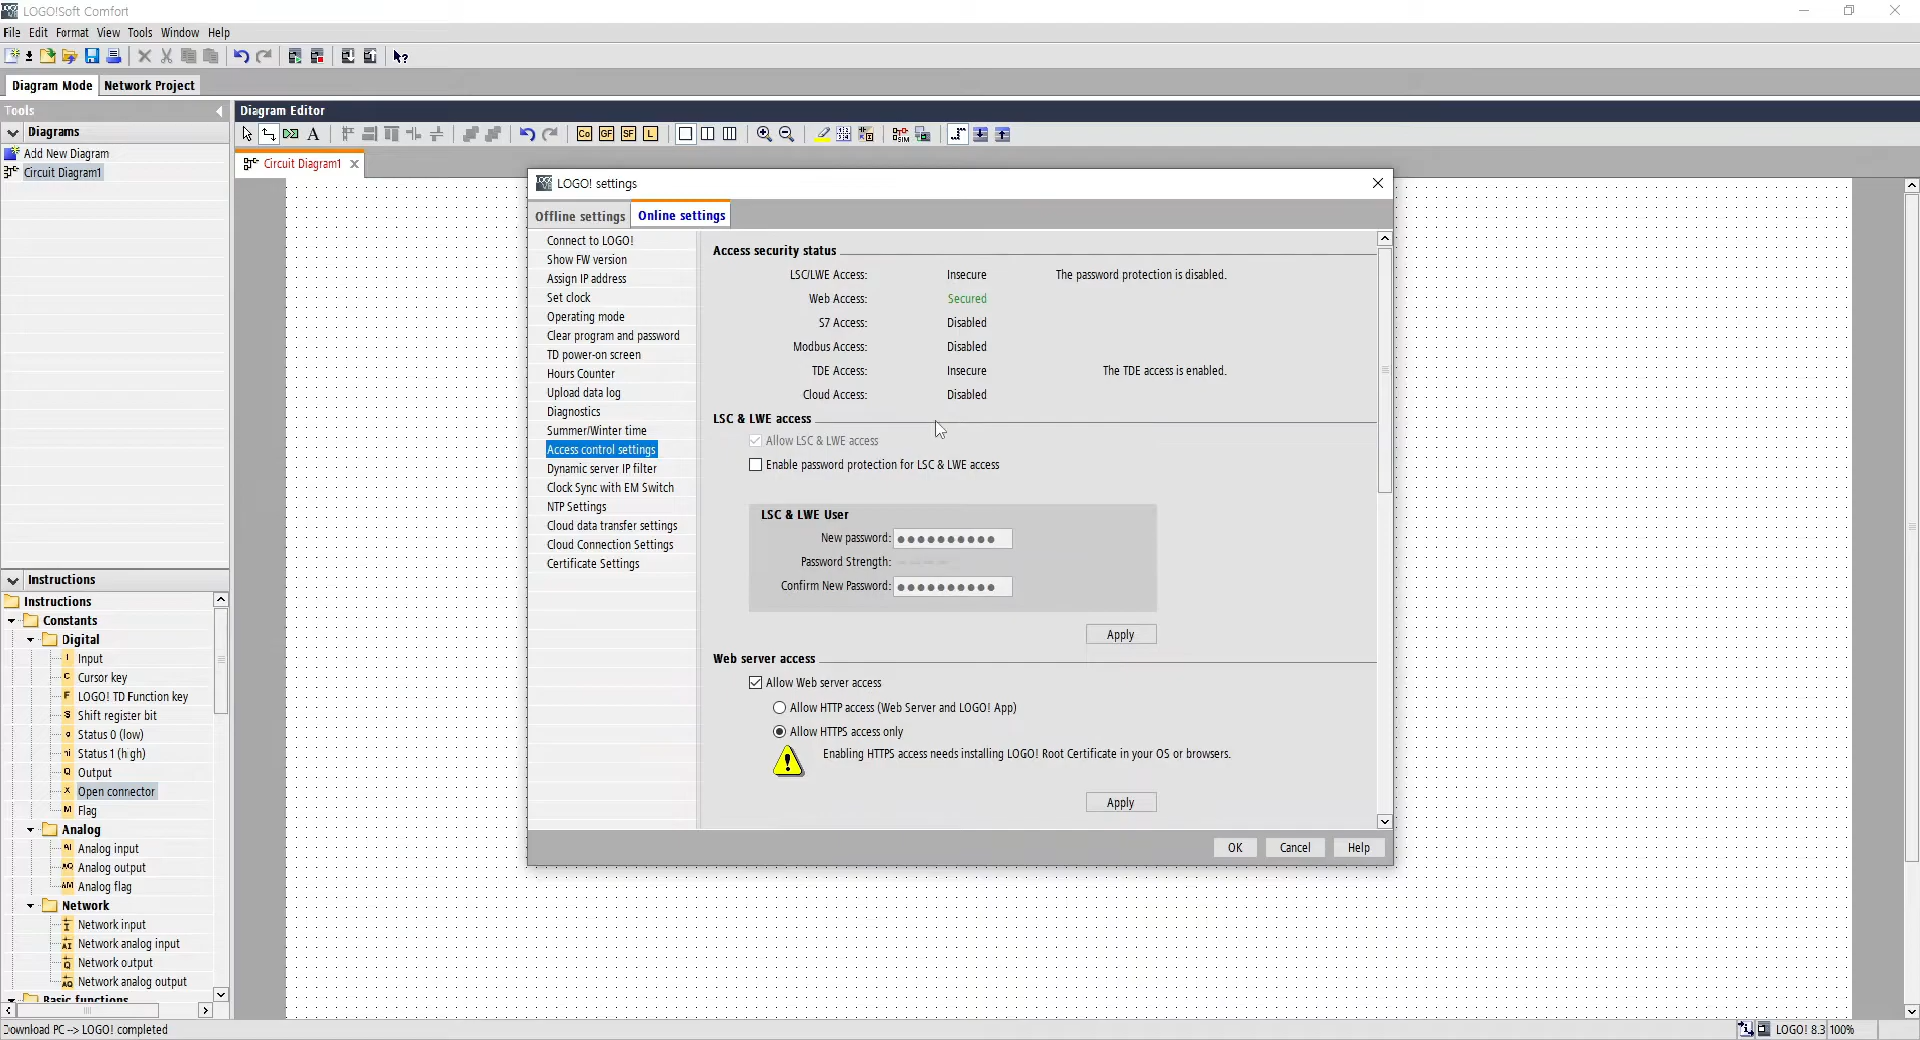 LOGO!Soft Comfort
File Edit Format View Tools Window Help
Diagram Mode Network Project
Tools
Diagrams
Add New Diagram
Circuit Diagram1
Instructions
Instructions
Constants
Digital
Input
Cursor key
LOGO! TD Function key
Shift register bit
Status 0 (low)
Status 1 (high)
Output
Open connector
Flag
Analog
Analog input
Analog output
Analog flag
Network
Network input
Network analog input
Network output
Network analog output
Basic functions
Diagram Editor
Co GF SF L
Circuit Diagram1
LOGO! settings
Offline settings Online settings
Connect to LOGO!
Show FW version
Assign IP address
Set clock
Operating mode
Clear program and password
TD power-on screen
Hours Counter
Upload data log
Diagnostics
Summer/Winter time
Access control settings
Dynamic server IP filter
Clock Sync with EM Switch
NTP Settings
Cloud data transfer settings
Cloud Connection Settings
Certificate Settings
Access security status
LSC/LWE Access: Insecure The password protection is disabled.
Web Access: Secured
S7 Access: Disabled
Modbus Access: Disabled
TDE Access: Insecure The TDE access is enabled.
Cloud Access: Disabled
LSC & LWE access
Allow LSC & LWE access
Enable password protection for LSC & LWE access
LSC & LWE User
New password:
Password Strength:
Confirm New Password:
Apply
Web server access
Allow Web server access
Allow HTTP access (Web Server and LOGO! App)
Allow HTTPS access only
Enabling HTTPS access needs installing LOGO! Root Certificate in your OS or browsers.
Apply
OK Cancel Help
Download PC --> LOGO! completed
LOGO! 8.3 100%